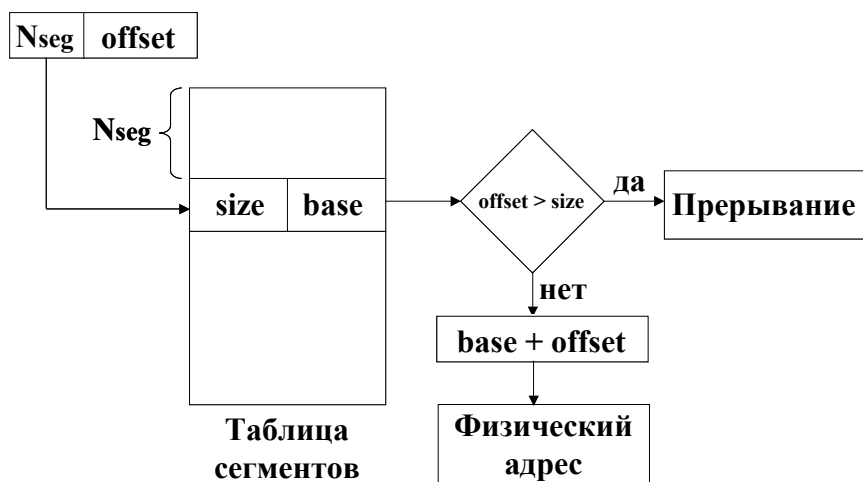 Nseg offset
Nseg
size base
offset > size
да
Прерывание
нет
base + offset
Таблица
сегментов
Физический
адрес